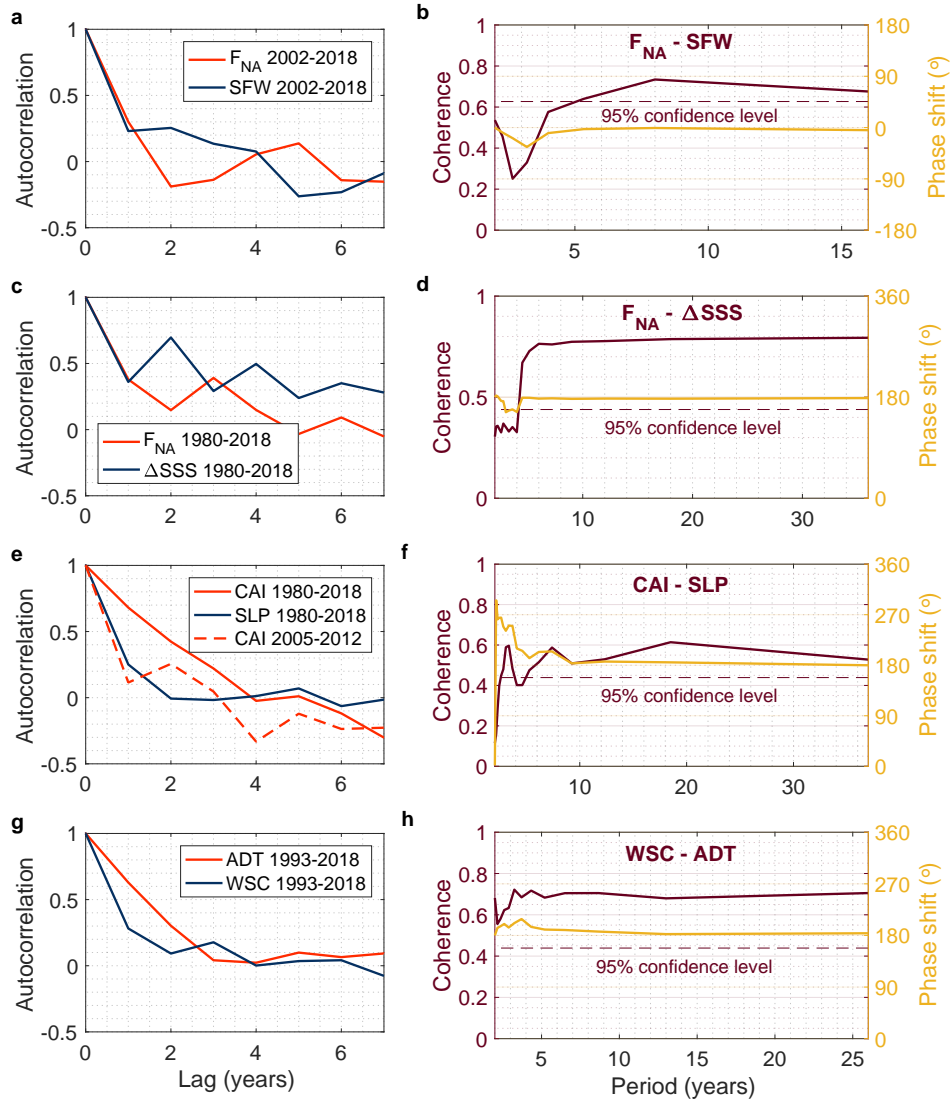 a
1
0.5
0
-0.5
0 2 4 6
Autocorrelation
F_NA 2002-2018
SFW 2002-2018
b
F_NA - SFW
1
0.8
0.6
0.4
0.2
0
Coherence
95% confidence level
180
90
0
-90
-180
Phase shift (°)
5 10 15
c
1
0.5
0
-0.5
0 2 4 6
Autocorrelation
F_NA 1980-2018
ΔSSS 1980-2018
d
F_NA - ΔSSS
1
0.5
0
Coherence
95% confidence level
360
180
0
Phase shift (°)
10 20 30
e
1
0.5
0
-0.5
0 2 4 6
Autocorrelation
CAI 1980-2018
SLP 1980-2018
CAI 2005-2012
f
CAI - SLP
1
0.8
0.6
0.4
0.2
0
Coherence
95% confidence level
360
270
180
90
0
Phase shift (°)
10 20 30
g
1
0.5
0
-0.5
0 2 4 6
Autocorrelation
Lag (years)
ADT 1993-2018
WSC 1993-2018
h
WSC - ADT
1
0.8
0.6
0.4
0.2
0
Coherence
95% confidence level
360
270
180
90
0
Phase shift (°)
5 10 15 20 25
Period (years)